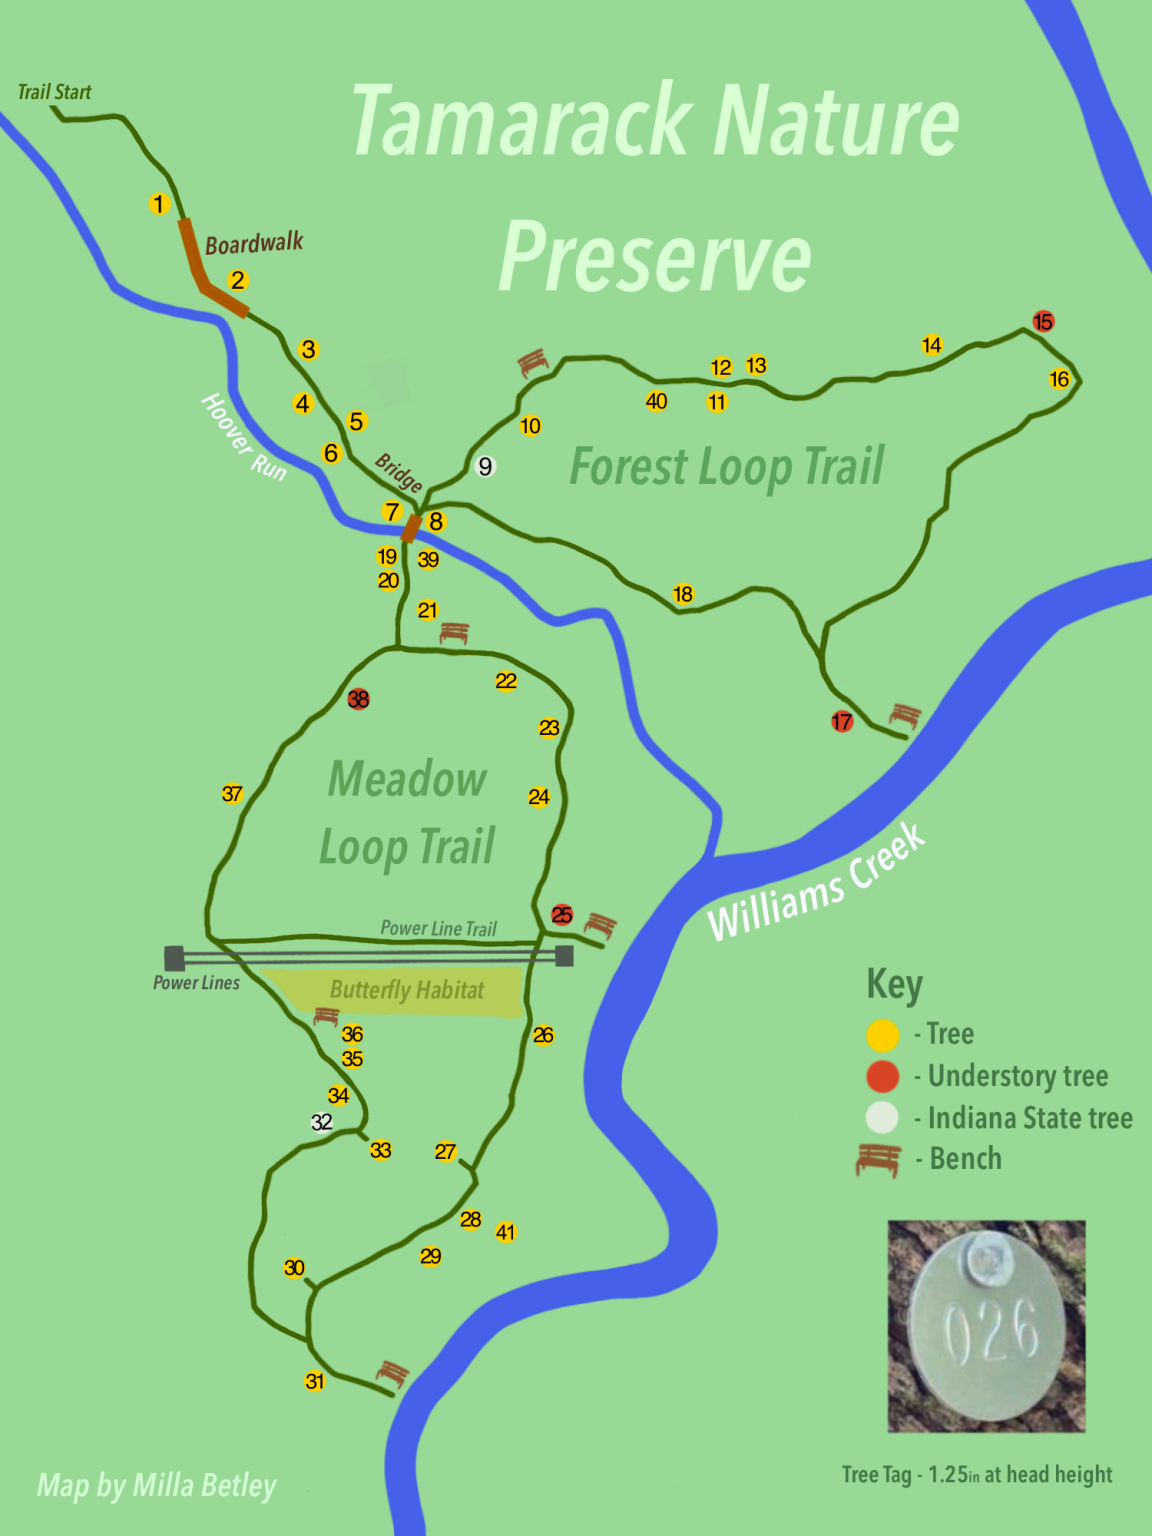 Trail Start
Tamarack Nature
Preserve
1
Boardwalk
2
3
4
5
6
Hoover Run
Bridge
7
8
9
10
40
12
13
11
14
15
16
Forest Loop Trail
18
17
19
39
20
21
22
38
23
37
24
Meadow
Loop Trail
25
Power Line Trail
Power Lines
Butterfly Habitat
Williams Creek
36
26
35
34
32
33
27
28
41
29
30
31
Key
- Tree
- Understory tree
- Indiana State tree
- Bench
026
Tree Tag - 1.25in at head height
Map by Milla Betley